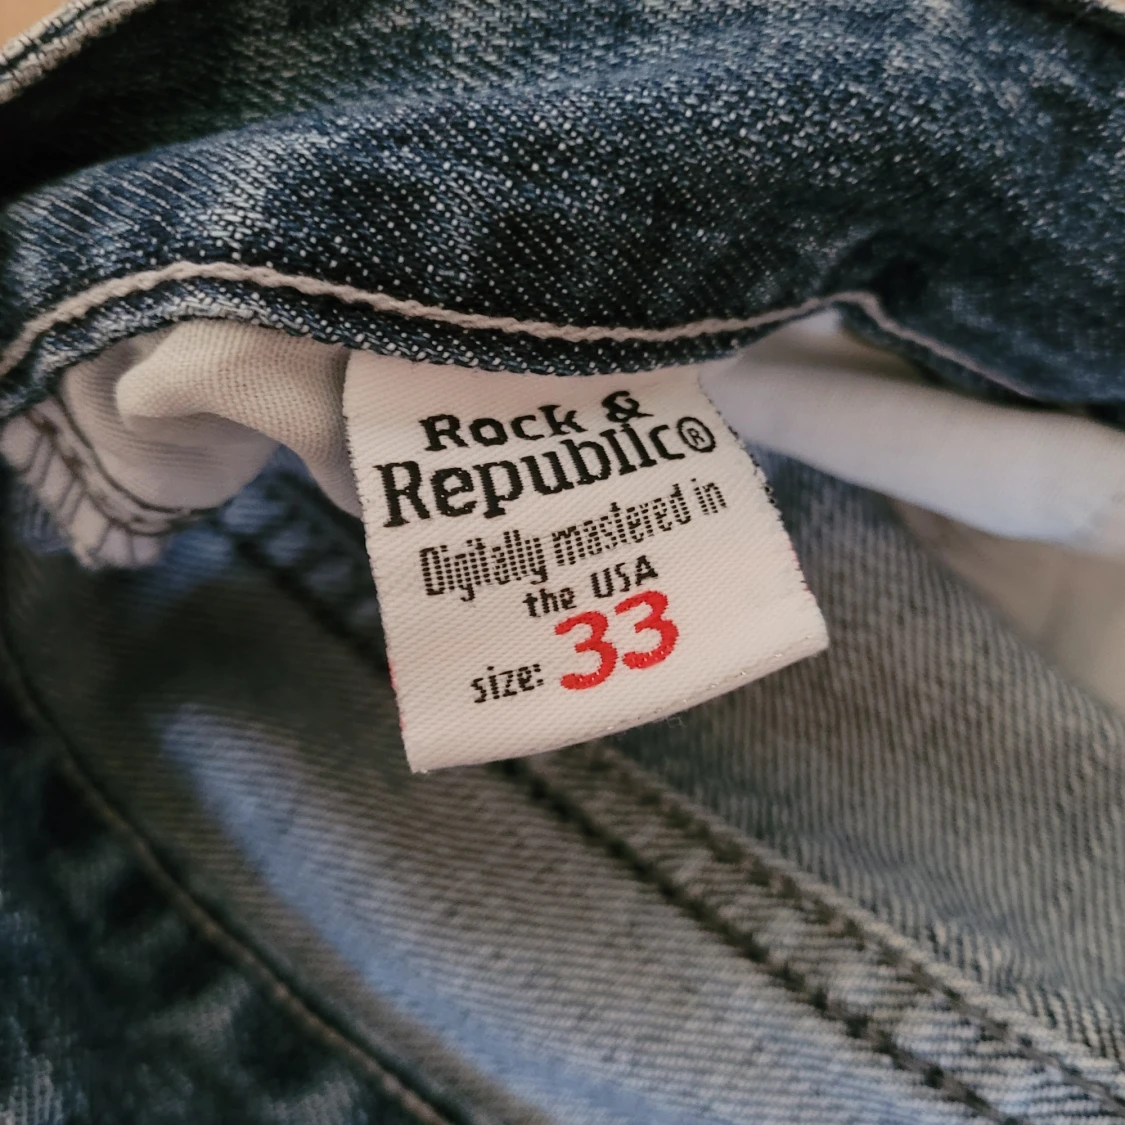 Rock &
Republic®
Digitally mastered in
the USA
size: 33